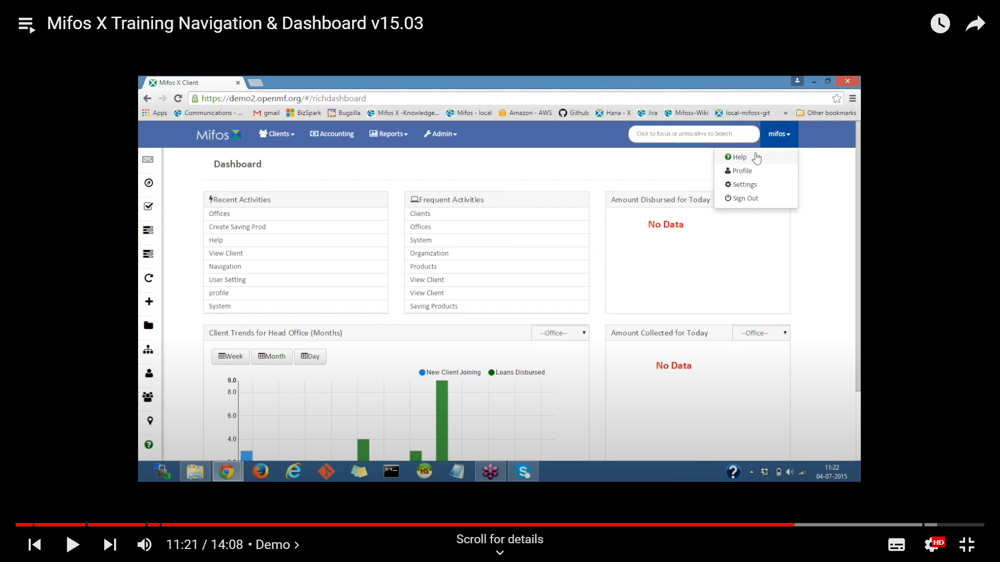 Mifos X Training Navigation & Dashboard v15.03
Mifos X Client
https://demo2.openmf.org/#/richdashboard
Apps Communications - ... gmail BizSpark Bugzilla Mifos X -Knowledge... Mifos - local Amazon - AWS Github Hana - X Jira Mifosx-Wiki local-mifosx-git » Other bookmarks
Mifos X Clients Accounting Reports Admin Click to focus or press alt+x to Search mifos
Help
Profile
Settings
Sign Out
Dashboard
Recent Activities
Offices
Create Saving Prod
Help
View Client
Navigation
User Setting
profile
System
Frequent Activities
Clients
Offices
System
Organization
Products
View Client
View Client
Saving Products
Amount Disbursed for Today
No Data
Client Trends for Head Office (Months) --Office--
Week Month Day
New Client Joining Loans Disbursed
9.0
8.0
6.0
4.0
Amount Collected for Today --Office--
No Data
C:\.
HS
S
11:22
04-07-2015
11:21 / 14:08 • Demo
Scroll for details
HD